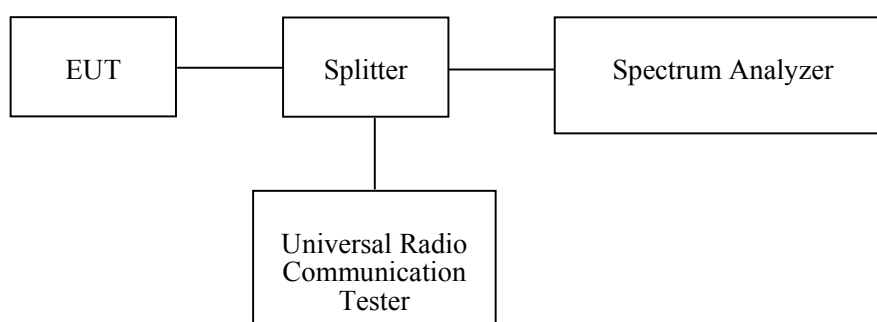 EUT
Splitter
Spectrum Analyzer
Universal Radio
Communication
Tester